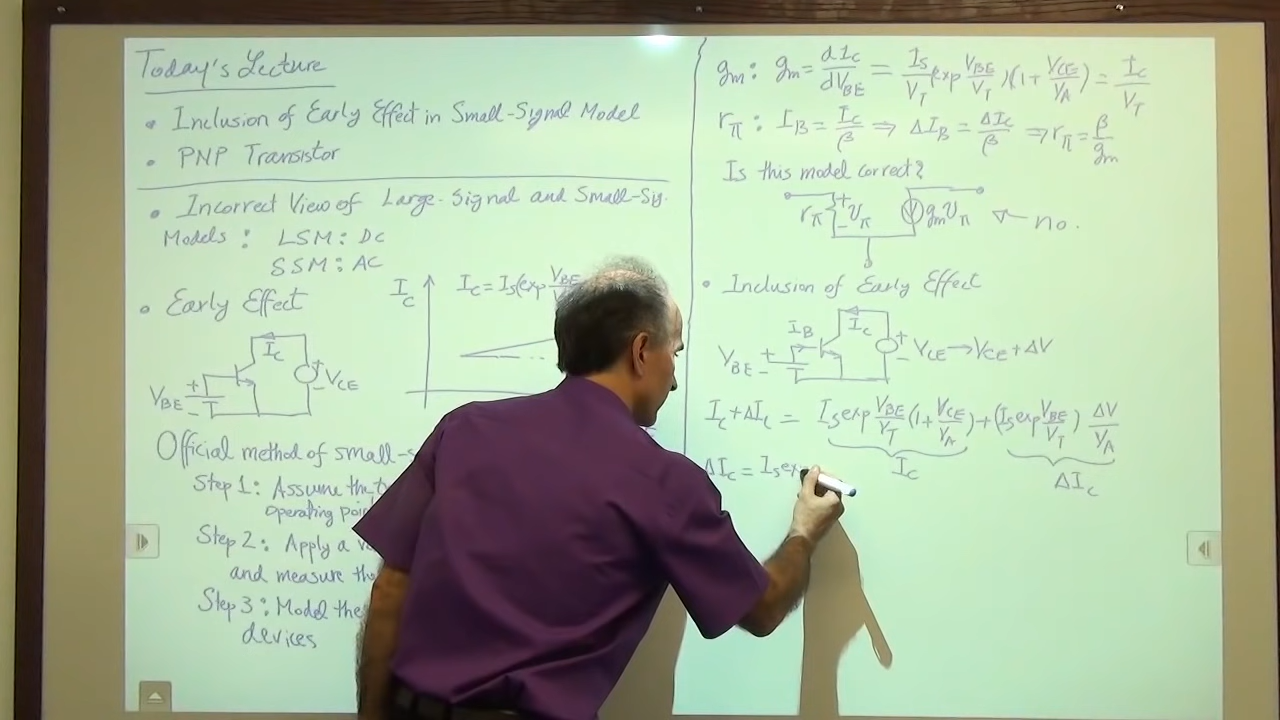 Today's Lecture
• Inclusion of Early Effect in Small-Signal Model
• PNP Transistor
• Incorrect View of Large-Signal and Small-Sig.
Models: LSM: DC
SSM: AC
• Early Effect
I_C
I_C = I_S(exp V_BE
I_C
V_BE + - 
+ - V_CE
Official method of small-s
Step 1: Assume the
operating poi
Step 2: Apply a v
and measure th
Step 3: Model the
devices
g_m: g_m = dI_C/dV_BE = I_S/V_T (exp V_BE/V_T)(1 + V_CE/V_A) = I_C/V_T
r_π: I_B = I_C/β ⇒ ΔI_B = ΔI_C/β ⇒ r_π = β/g_m
Is this model correct?
r_π + - v_π g_m v_π ← no.
• Inclusion of Early Effect
I_B I_C
V_BE + - + - V_CE → V_CE + ΔV
I_C + ΔI_C = I_S exp V_BE/V_T (1 + V_CE/V_A) + (I_S exp V_BE/V_T) ΔV/V_A
I_C ΔI_C
ΔI_C = I_S ex